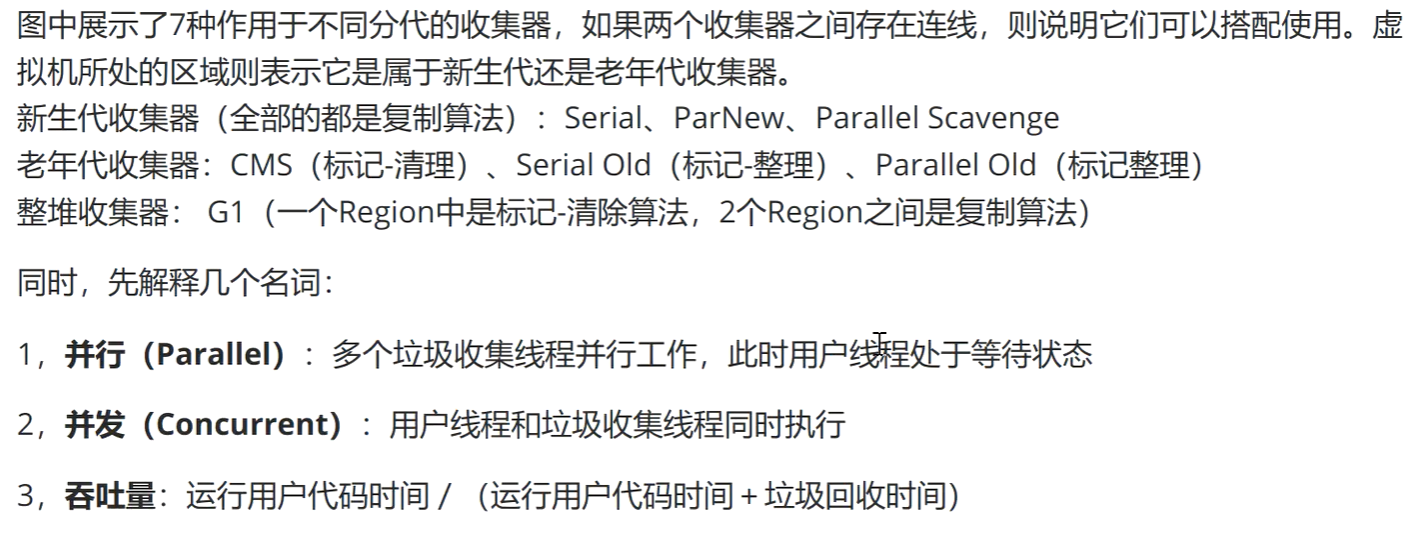 图中展示了7种作用于不同分代的收集器，如果两个收集器之间存在连线，则说明它们可以搭配使用。虚
拟机所处的区域则表示它是属于新生代还是老年代收集器。
新生代收集器（全部的都是复制算法）：Serial、ParNew、Parallel Scavenge
老年代收集器：CMS（标记-清理）、Serial Old（标记-整理）、Parallel Old（标记整理）
整堆收集器： G1（一个Region中是标记-清除算法，2个Region之间是复制算法）
同时，先解释几个名词：
1，并行（Parallel）：多个垃圾收集线程并行工作，此时用户线程处于等待状态
2，并发（Concurrent）：用户线程和垃圾收集线程同时执行
3，吞吐量：运行用户代码时间 / （运行用户代码时间 + 垃圾回收时间）